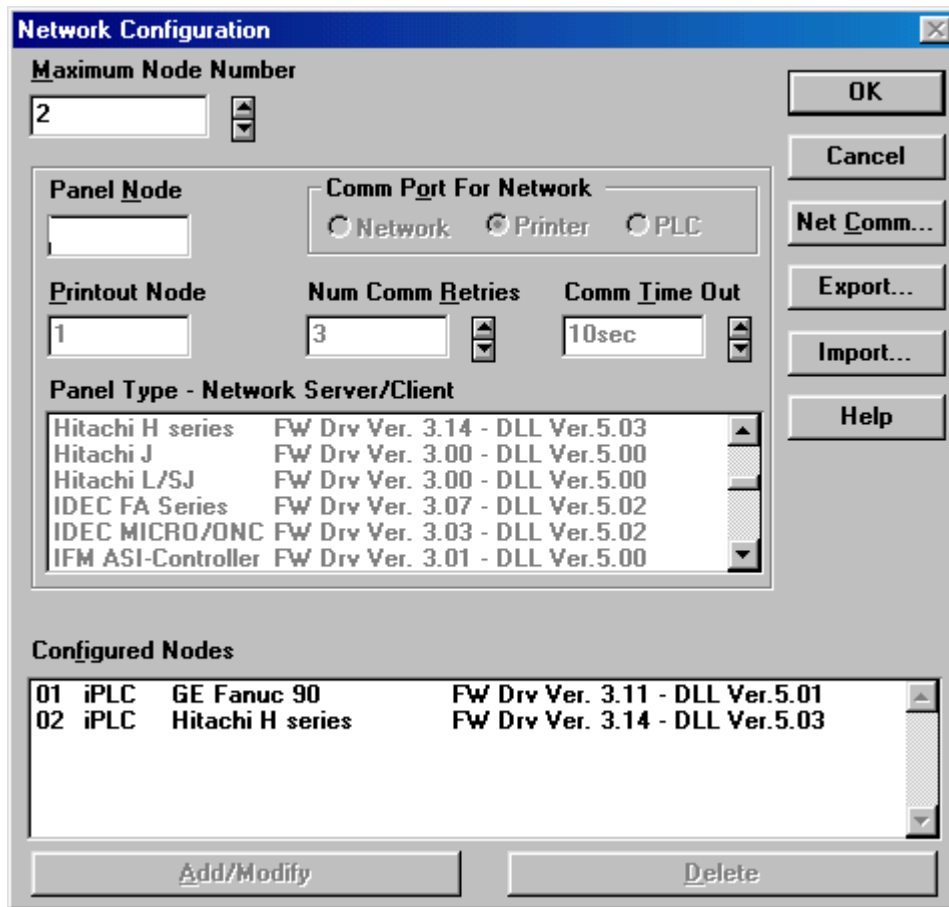 Network Configuration
Maximum Node Number
2
OK
Cancel
Net Comm...
Export...
Import...
Help
Panel Node
Comm Port For Network
Network Printer PLC
Printout Node Num Comm Retries Comm Time Out
1 3 10sec
Panel Type - Network Server/Client
Hitachi H series FW Drv Ver. 3.14 - DLL Ver.5.03
Hitachi J FW Drv Ver. 3.00 - DLL Ver.5.00
Hitachi L/SJ FW Drv Ver. 3.00 - DLL Ver.5.00
IDEC FA Series FW Drv Ver. 3.07 - DLL Ver.5.02
IDEC MICRO/ONC FW Drv Ver. 3.03 - DLL Ver.5.02
IFM ASI-Controller FW Drv Ver. 3.01 - DLL Ver.5.00
Configured Nodes
01 iPLC GE Fanuc 90 FW Drv Ver. 3.11 - DLL Ver.5.01
02 iPLC Hitachi H series FW Drv Ver. 3.14 - DLL Ver.5.03
Add/Modify Delete